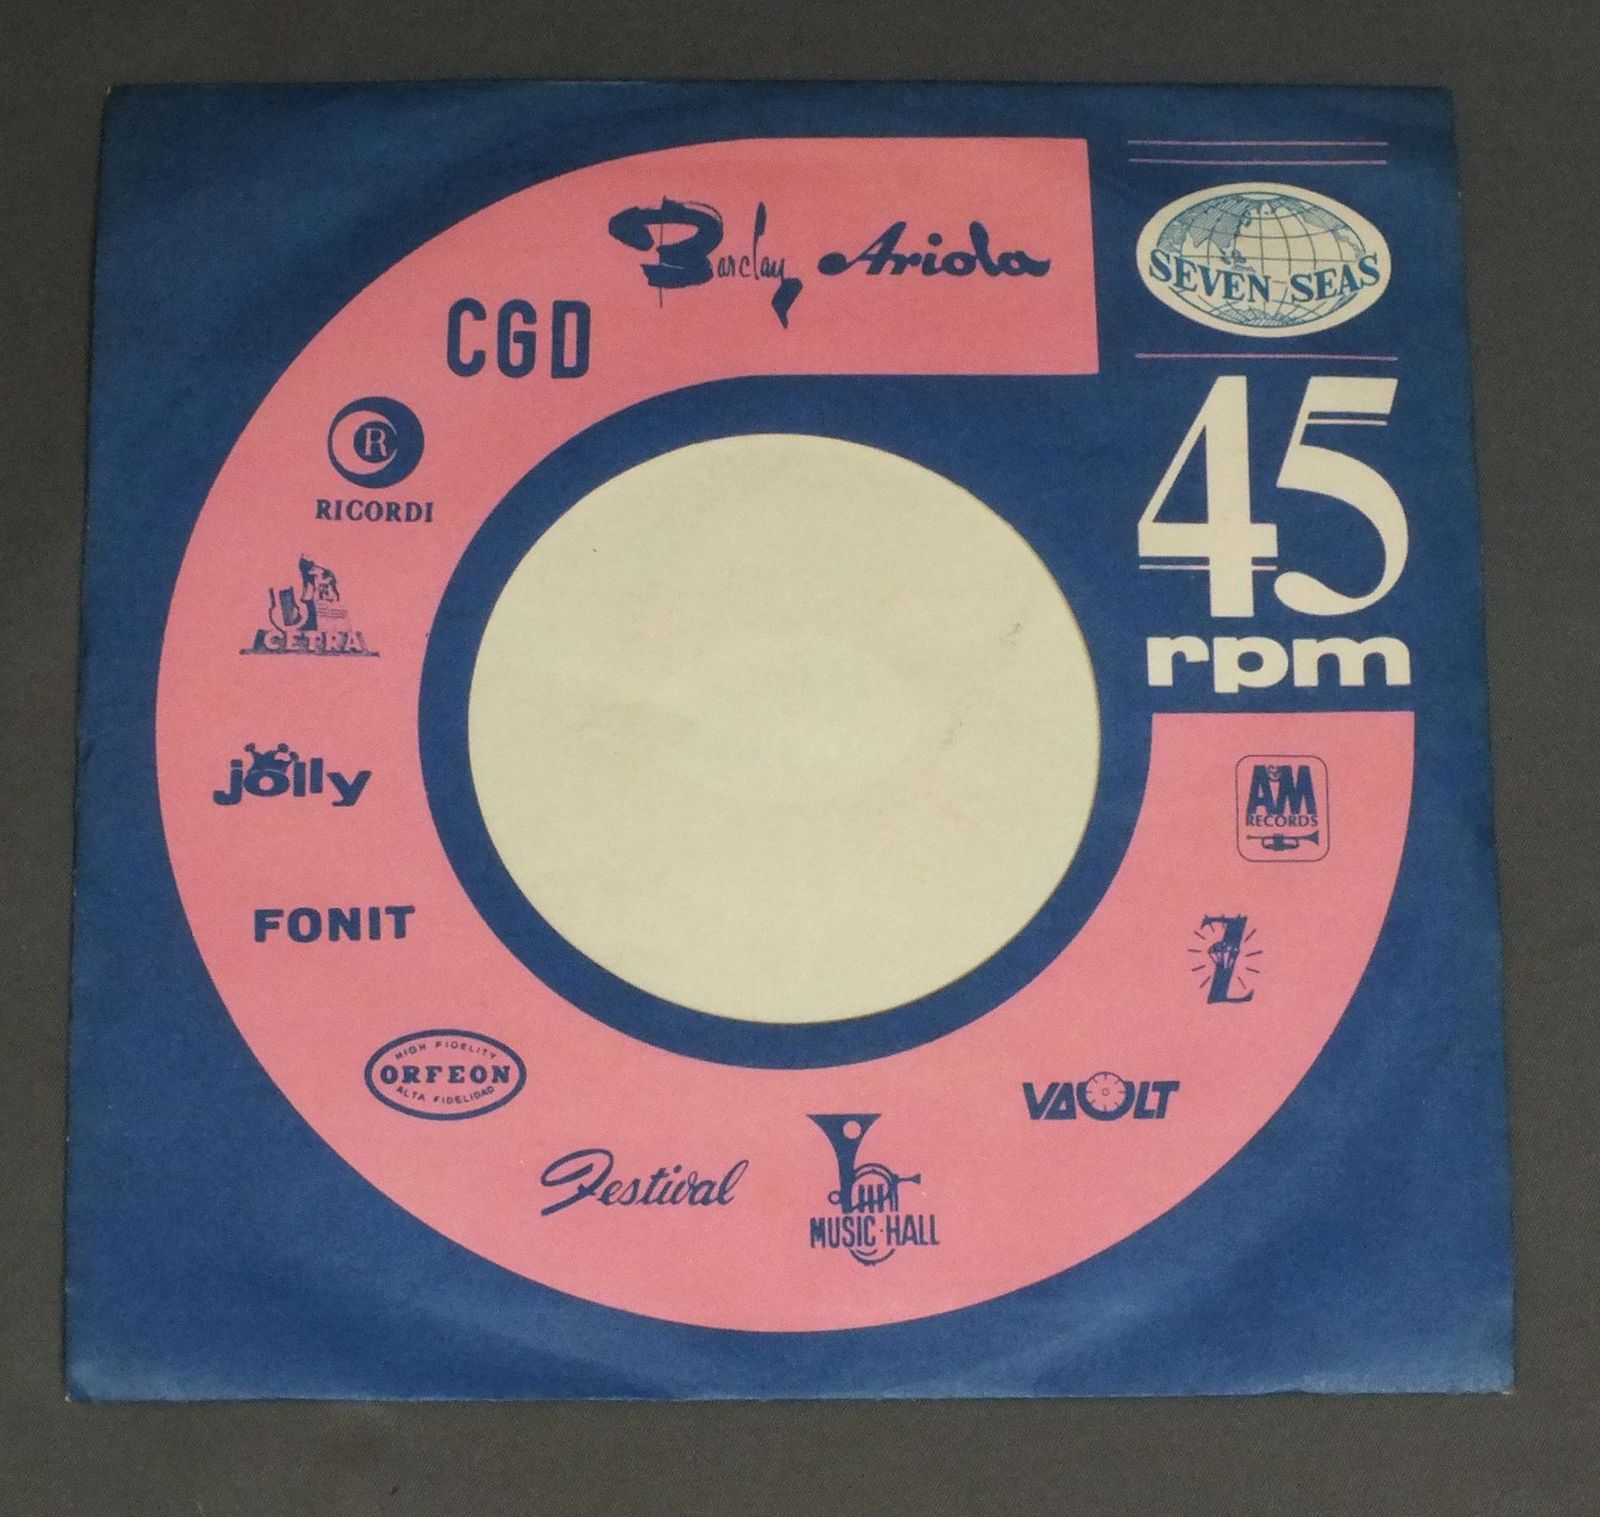 Barclay
Ariola
CGD
R
RICORDI
CETRA
jolly
FONIT
HIGH FIDELITY
ORFEON
ALTA FIDELIDAD
Festival
MUSIC·HALL
VAULT
Z
A&M
RECORDS
SEVEN SEAS
45
rpm